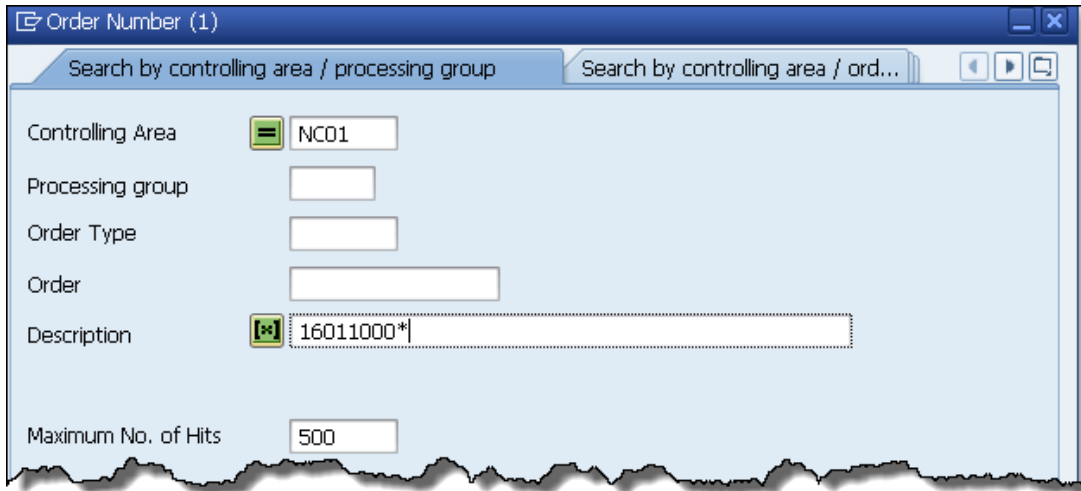 Order Number (1)
Search by controlling area / processing group
Search by controlling area / ord...
Controlling Area = NC01
Processing group
Order Type
Order
Description [*] 16011000*
Maximum No. of Hits 500